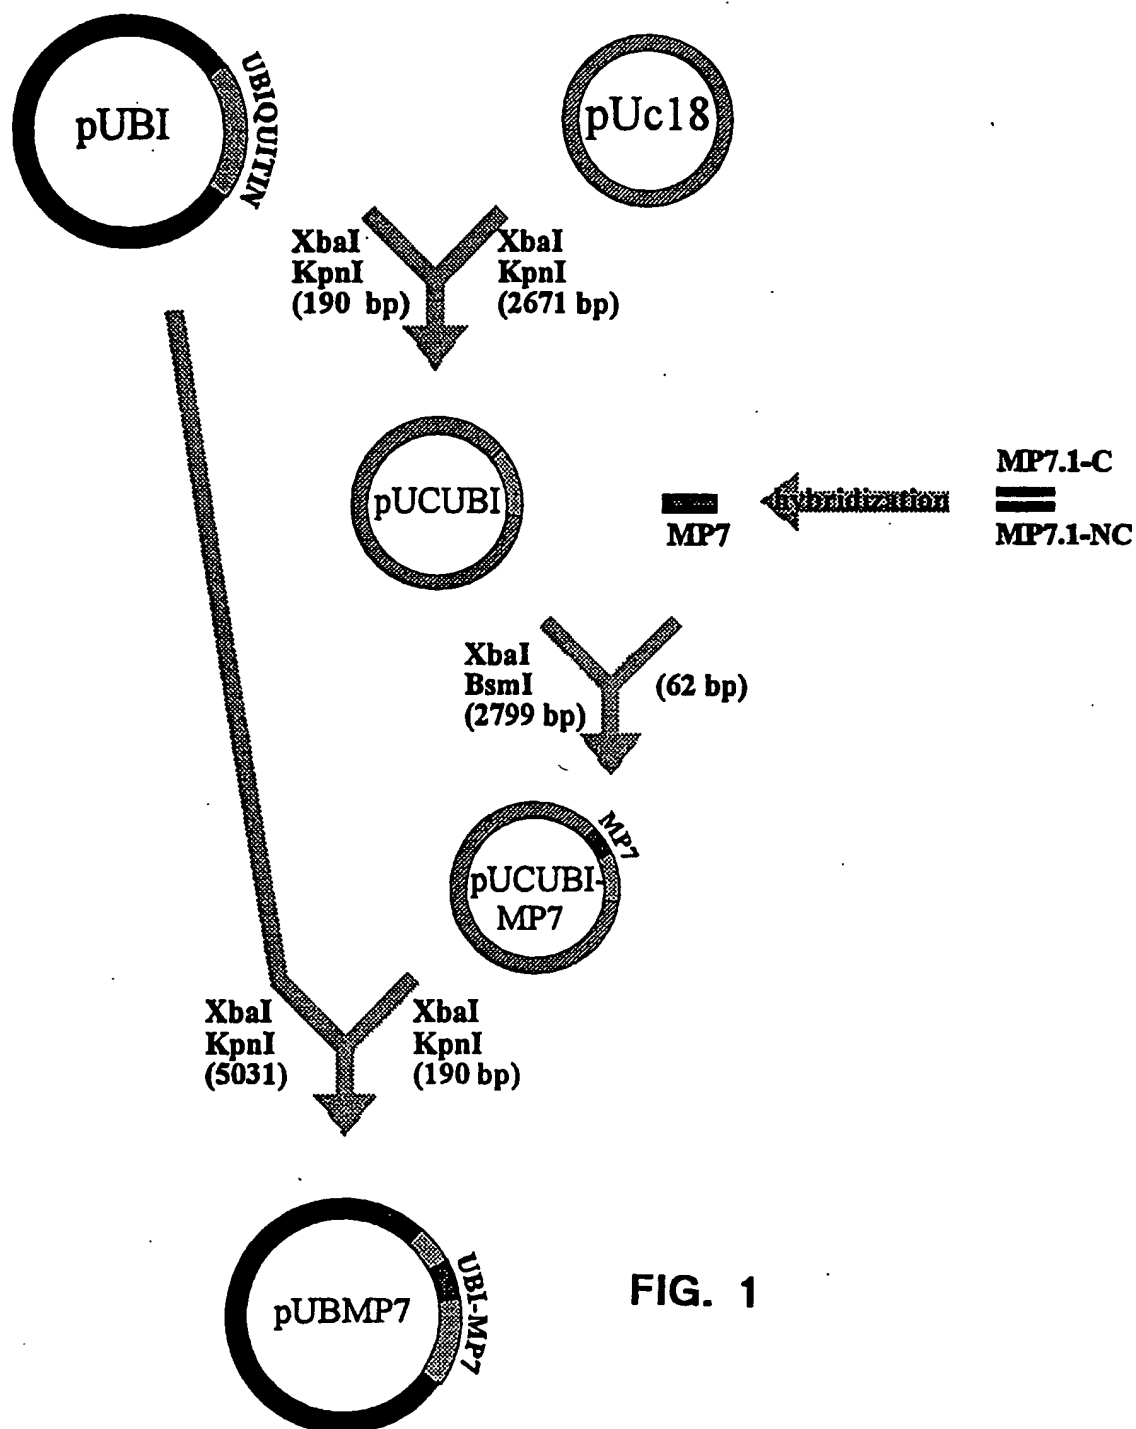 pUBI
UBIQUITIN
pUc18
XbaI
KpnI
(190 bp)
XbaI
KpnI
(2671 bp)
pUCUBI
MP7
hybridization
MP7.1-C
MP7.1-NC
XbaI
BsmI
(2799 bp)
(62 bp)
MP7
pUCUBI-
MP7
XbaI
KpnI
(5031)
XbaI
KpnI
(190 bp)
pUBMP7
UBI-MP7
FIG. 1